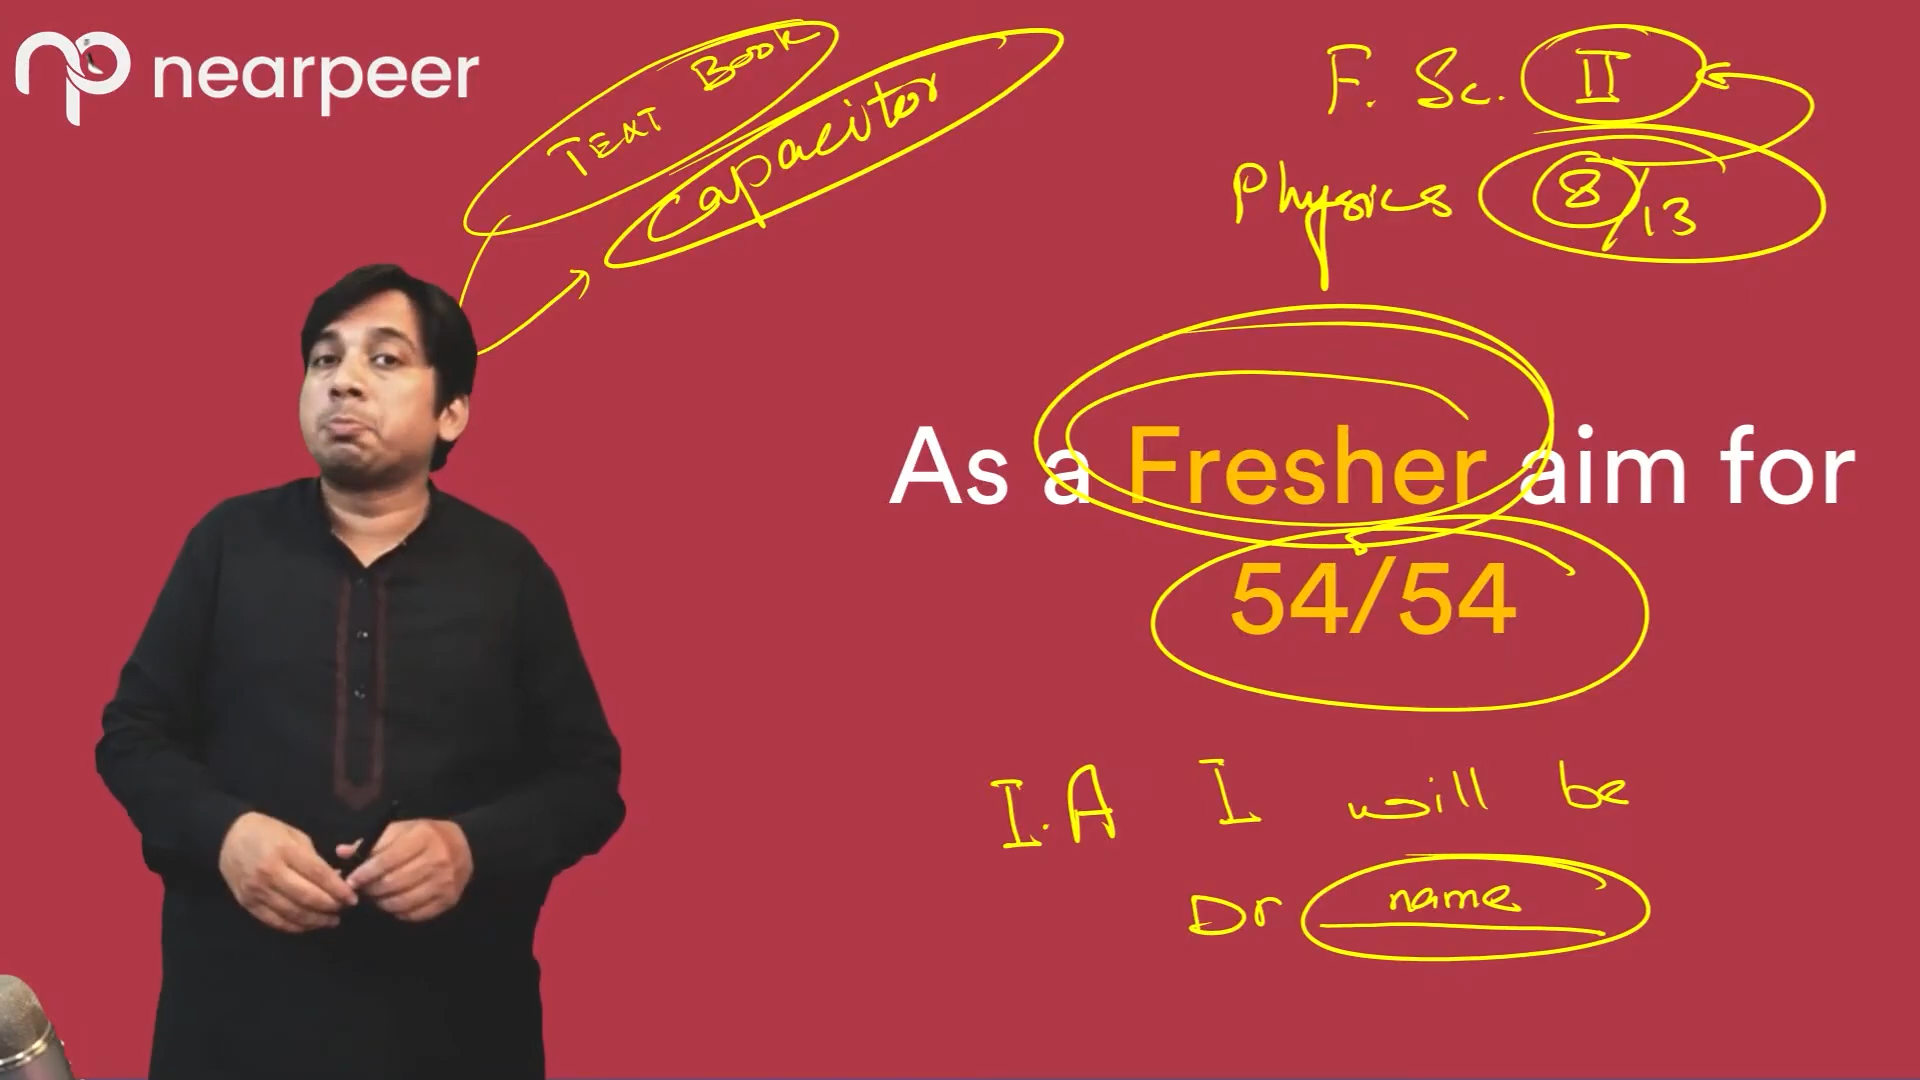 nearpeer
TEXT BOOK
Capacitor
F. Sc. II
Physics 8/13
As a Fresher aim for
54/54
I.A I will be
Dr name